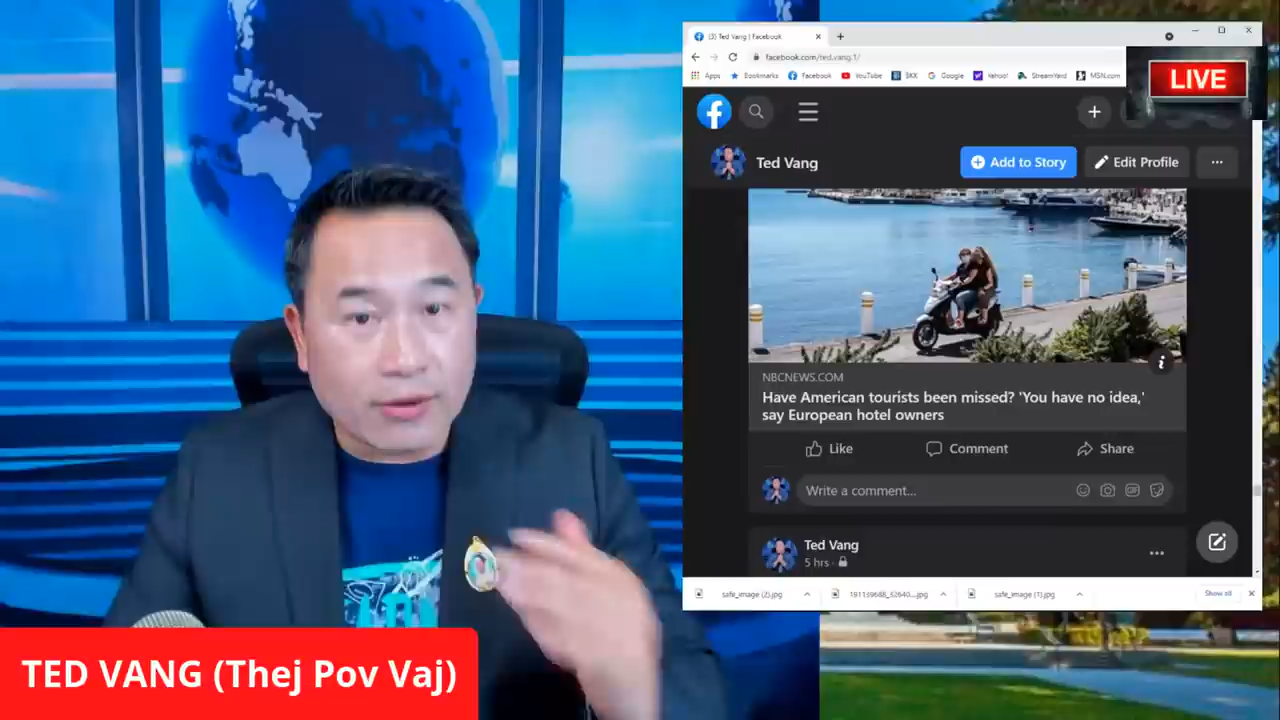 (3) Ted Vang | Facebook
facebook.com/ted.vang.1/
Apps Bookmarks Facebook YouTube Google Yahoo! StreamYard MSN.com
LIVE
Ted Vang
Add to Story
Edit Profile
NBCNEWS.COM
Have American tourists been missed? 'You have no idea,'
say European hotel owners
Like Comment Share
Write a comment...
GIF
Ted Vang
5 hrs
safe_image (2).jpg
safe_image (1).jpg
Show all
TED VANG (Thej Pov Vaj)